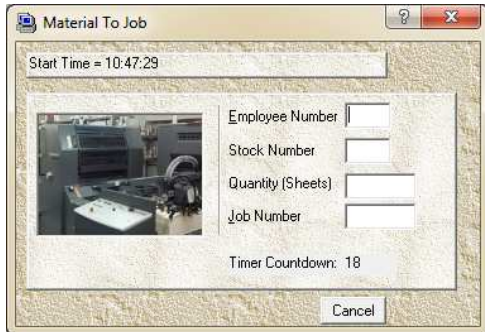 Material To Job
Start Time = 10:47:29
Employee Number
Stock Number
Quantity (Sheets)
Job Number
Timer Countdown: 18
Cancel